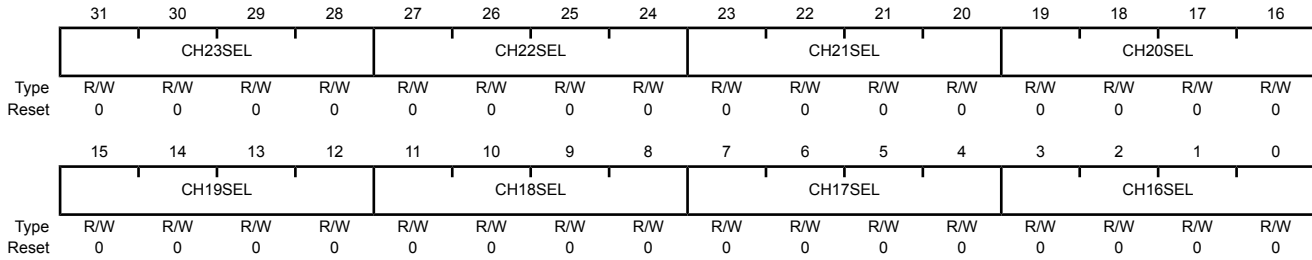 31 30 29 28 27 26 25 24 23 22 21 20 19 18 17 16
CH23SEL CH22SEL CH21SEL CH20SEL
Type R/W R/W R/W R/W R/W R/W R/W R/W R/W R/W R/W R/W R/W R/W R/W R/W
Reset 0 0 0 0 0 0 0 0 0 0 0 0 0 0 0 0
15 14 13 12 11 10 9 8 7 6 5 4 3 2 1 0
CH19SEL CH18SEL CH17SEL CH16SEL
Type R/W R/W R/W R/W R/W R/W R/W R/W R/W R/W R/W R/W R/W R/W R/W R/W
Reset 0 0 0 0 0 0 0 0 0 0 0 0 0 0 0 0